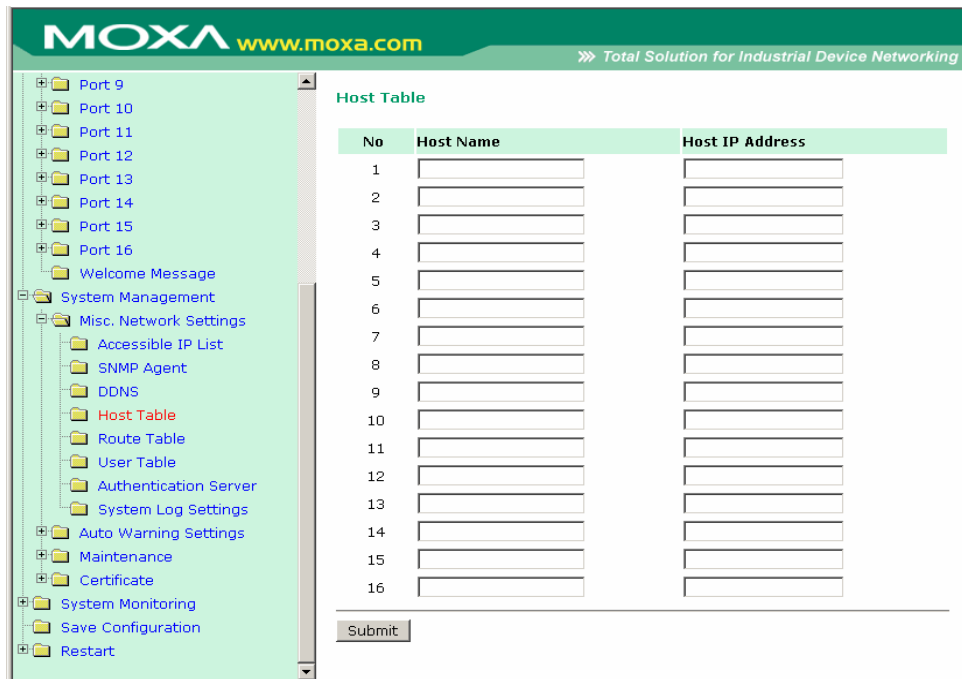 MOXA www.moxa.com
Total Solution for Industrial Device Networking
Port 9
Port 10
Port 11
Port 12
Port 13
Port 14
Port 15
Port 16
Welcome Message
System Management
Misc. Network Settings
Accessible IP List
SNMP Agent
DDNS
Host Table
Route Table
User Table
Authentication Server
System Log Settings
Auto Warning Settings
Maintenance
Certificate
System Monitoring
Save Configuration
Restart
Host Table
No Host Name Host IP Address
1
2
3
4
5
6
7
8
9
10
11
12
13
14
15
16
Submit